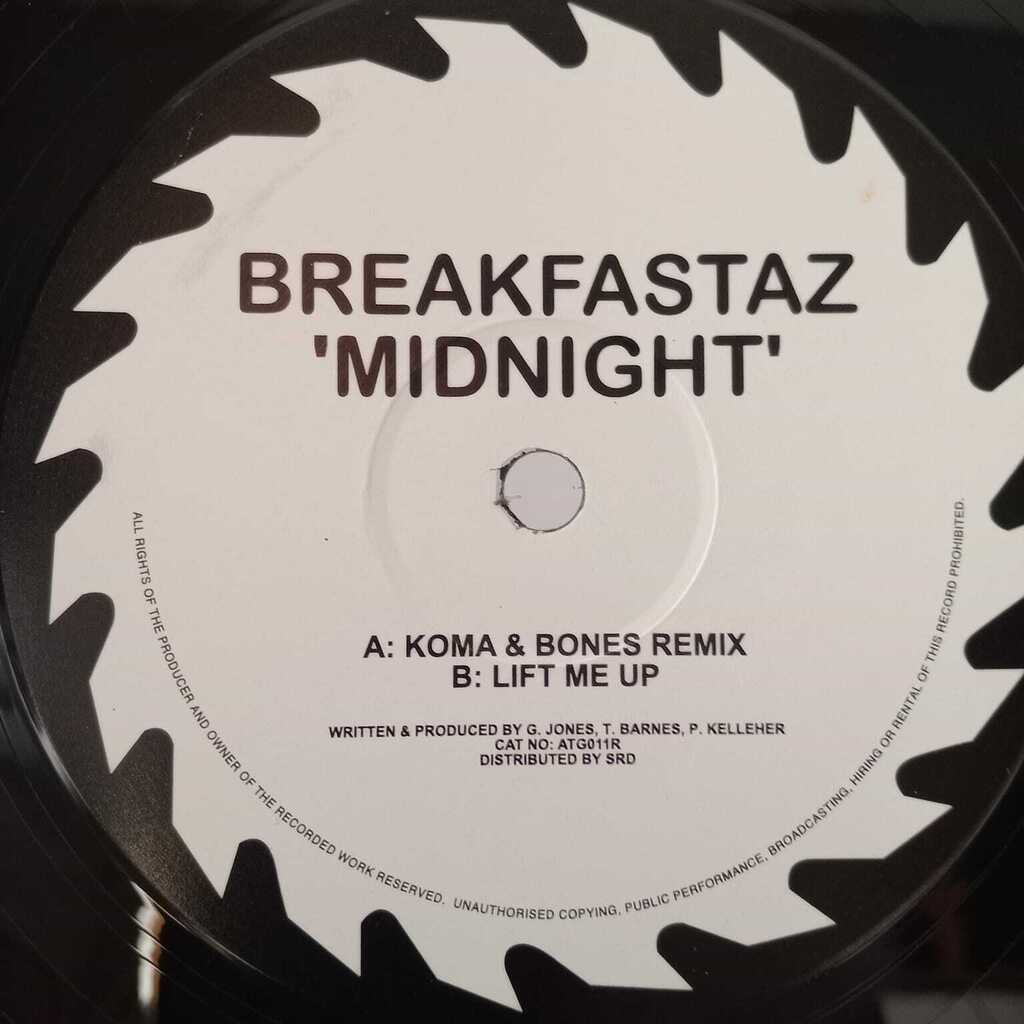 BREAKFASTAZ
'MIDNIGHT'
A: KOMA & BONES REMIX
B: LIFT ME UP
WRITTEN & PRODUCED BY G. JONES, T. BARNES, P. KELLEHER
CAT NO: ATG011R
DISTRIBUTED BY SRD
ALL RIGHTS OF THE PRODUCER AND OWNER OF THE RECORDED WORK RESERVED. UNAUTHORISED COPYING, PUBLIC PERFORMANCE, BROADCASTING, HIRING OR RENTAL OF THIS RECORD PROHIBITED.